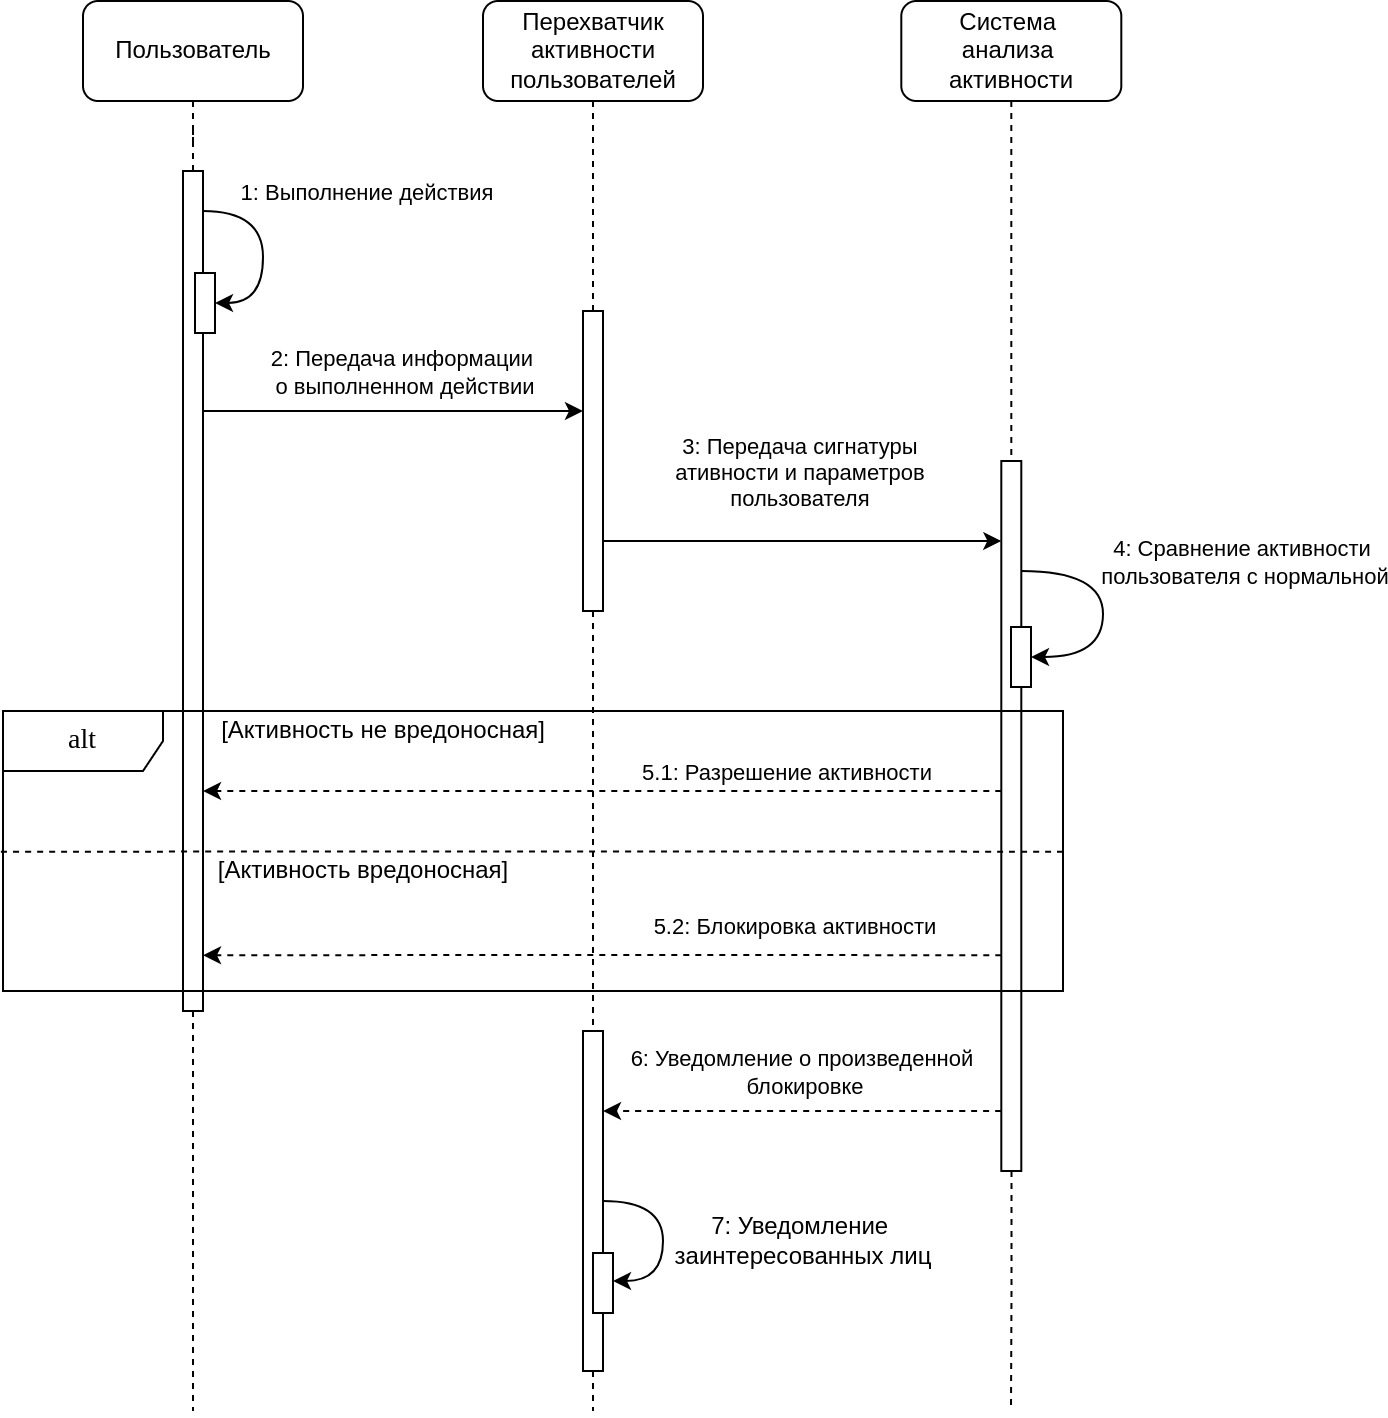 Пользователь
Перехватчик
активности
пользователей
Система
анализа
активности
1: Выполнение действия
2: Передача информации
о выполненном действии
3: Передача сигнатуры
ативности и параметров
пользователя
4: Сравнение активности
пользователя с нормальной
alt
[Активность не вредоносная]
5.1: Разрешение активности
[Активность вредоносная]
5.2: Блокировка активности
6: Уведомление о произведенной
блокировке
7: Уведомление
заинтересованных лиц